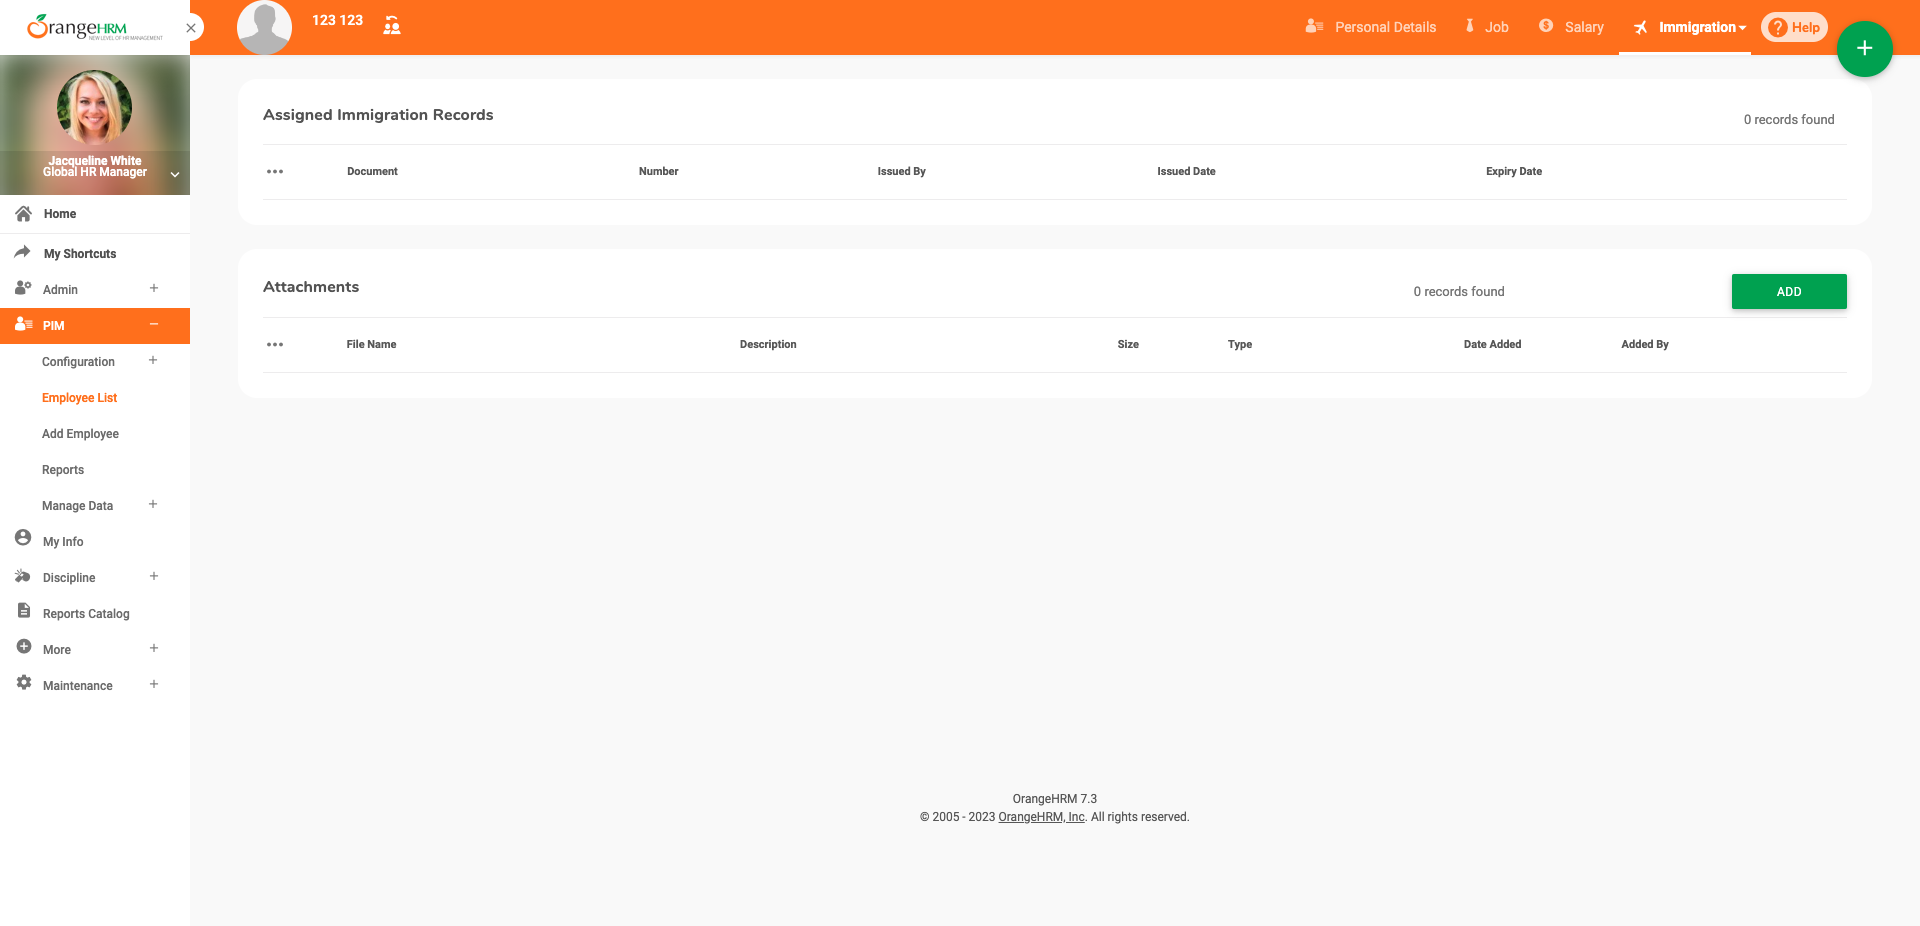 OrangeHRM
NEW LEVEL OF HR MANAGEMENT
123 123
Personal Details
Job
Salary
Immigration
Help
Jacqueline White
Global HR Manager
Home
My Shortcuts
Admin
PIM
Configuration
Employee List
Add Employee
Reports
Manage Data
My Info
Discipline
Reports Catalog
More
Maintenance
Assigned Immigration Records
0 records found
Document Number Issued By Issued Date Expiry Date
Attachments
0 records found
ADD
File Name Description Size Type Date Added Added By
OrangeHRM 7.3
© 2005 - 2023 OrangeHRM, Inc. All rights reserved.